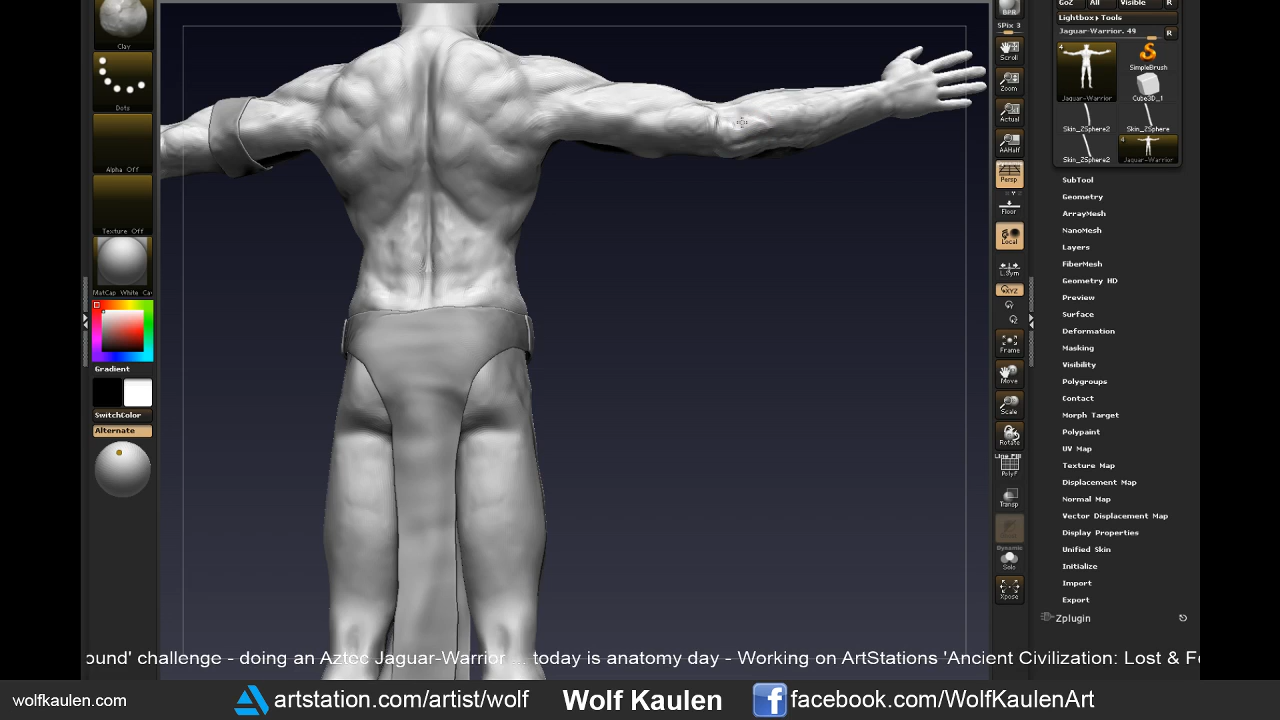 Clay
Dots
Alpha Off
Texture Off
MatCap White Ca
Gradient
SwitchColor
Alternate
BPR
SPix 3
Scroll
Zoom
Actual
AAHalf
Persp
Floor
Local
L.Sym
XYZ
Frame
Move
Scale
Rotate
Line Fill
PolyF
Transp
Dynamic
Solo
Xpose
GoZ All Visible R
Lightbox▸Tools
Jaguar-Warrior. 49 R
4
Jaguar-Warrior
SimpleBrush
Cube3D_1
Skin_ZSphere2
Skin_ZSphere
Skin_ZSphere2
4
Jaguar-Warrior
SubTool
Geometry
ArrayMesh
NanoMesh
Layers
FiberMesh
Geometry HD
Preview
Surface
Deformation
Masking
Visibility
Polygroups
Contact
Morph Target
Polypaint
UV Map
Texture Map
Displacement Map
Normal Map
Vector Displacement Map
Display Properties
Unified Skin
Initialize
Import
Export
Zplugin
ound' challenge - doing an Aztec Jaguar-Warrior ... today is anatomy day - Working on ArtStations 'Ancient Civilization: Lost & Fo
wolfkaulen.com
artstation.com/artist/wolf
Wolf Kaulen
facebook.com/WolfKaulenArt